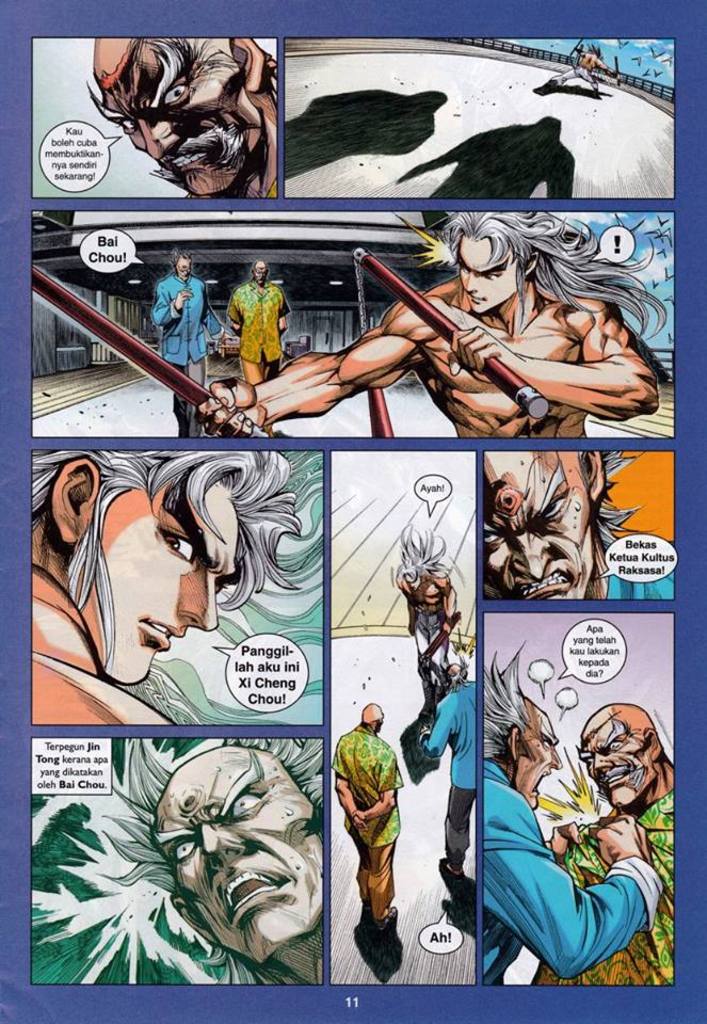 Kau
boleh cuba
membuktikan-
nya sendiri
sekarang!
Bai
Chou!
!
Panggil-
lah aku ini
Xi Cheng
Chou!
Ayah!
Bekas
Ketua Kultus
Raksasa!
Terpegun Jin
Tong kerana apa
yang dikatakan
oleh Bai Chou.
Ah!
Apa
yang telah
kau lakukan
kepada
dia?
11